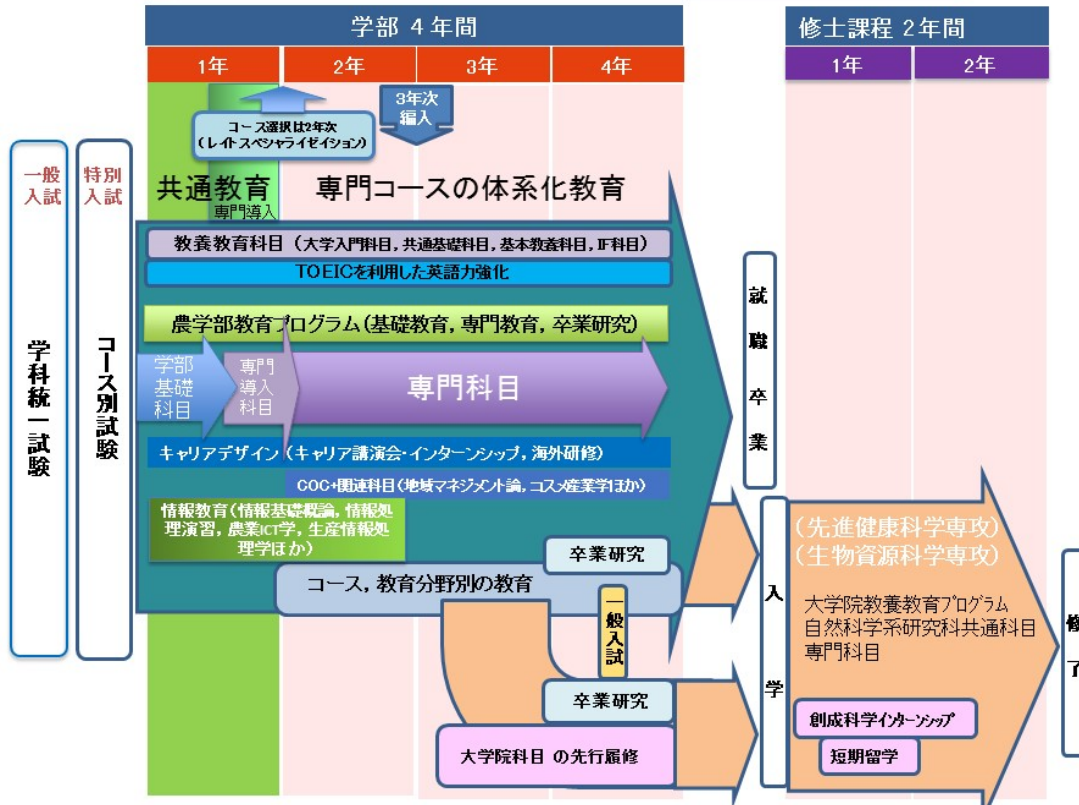 学部 4年間
修士課程 2年間
1年
2年
3年
4年
1年
2年
コース選択は2年次
(レイトスペシャライゼイション)
3年次
編入
一般
入試
特別
入試
共通教育
専門導入
専門コースの体系化教育
教養教育科目 (大学入門科目, 共通基礎科目, 基本教養科目, IF科目)
TOEICを利用した英語力強化
学科統一試験
コース別試験
農学部教育プログラム(基礎教育, 専門教育, 卒業研究)
学部
基礎
科目
専門
導入
科目
専門科目
就職卒業
キャリアデザイン (キャリア講演会・インターンシップ, 海外研修)
COC+関連科目(地域マネジメント論, コスメ産業学ほか)
情報教育(情報基礎概論, 情報処
理演習, 農業ICT学, 生産情報処
理学ほか)
卒業研究
コース, 教育分野別の教育
一般入試
卒業研究
大学院科目 の先行履修
入学
(先進健康科学専攻)
(生物資源科学専攻)
大学院教養教育プログラム
自然科学系研究科共通科目
専門科目
創成科学インターンシップ
短期留学
修了